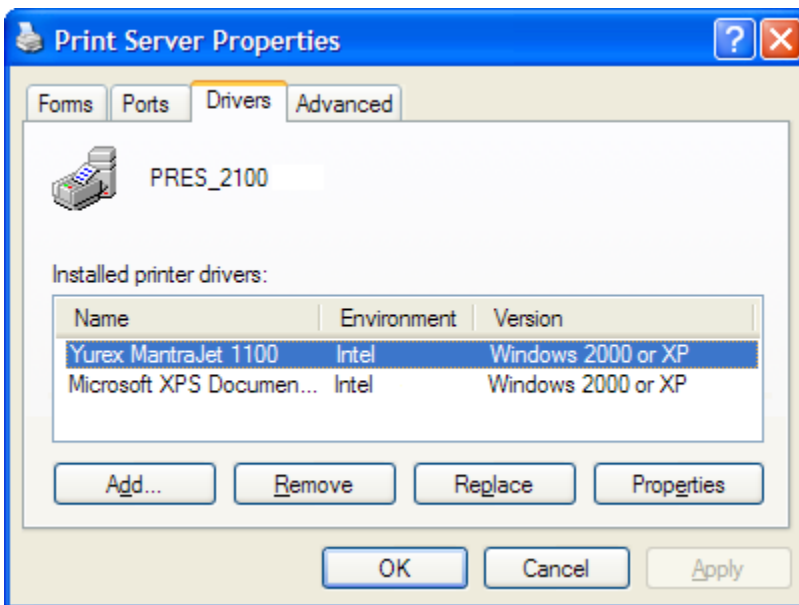 Print Server Properties
Forms Ports Drivers Advanced
PRES_2100
Installed printer drivers:
Name Environment Version
Yurex MantraJet 1100 Intel Windows 2000 or XP
Microsoft XPS Documen... Intel Windows 2000 or XP
Add... Remove Replace Properties
OK Cancel Apply